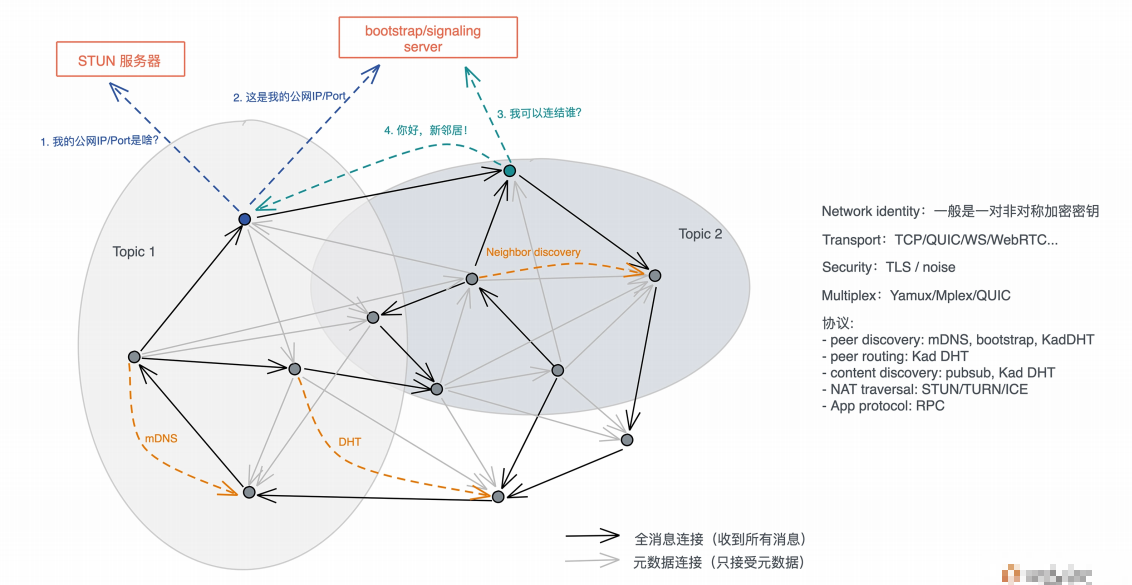 bootstrap/signaling
server
STUN 服务器
2. 这是我的公网IP/Port
3. 我可以连结谁?
4. 你好，新邻居!
1. 我的公网IP/Port是啥?
Topic 1
Topic 2
Neighbor discovery
mDNS
DHT
Network identity：一般是一对非对称加密密钥
Transport：TCP/QUIC/WS/WebRTC...
Security：TLS / noise
Multiplex：Yamux/Mplex/QUIC
协议:
- peer discovery: mDNS, bootstrap, KadDHT
- peer routing: Kad DHT
- content discovery: pubsub, Kad DHT
- NAT traversal: STUN/TURN/ICE
- App protocol: RPC
全消息连接（收到所有消息）
元数据连接（只接受元数据）